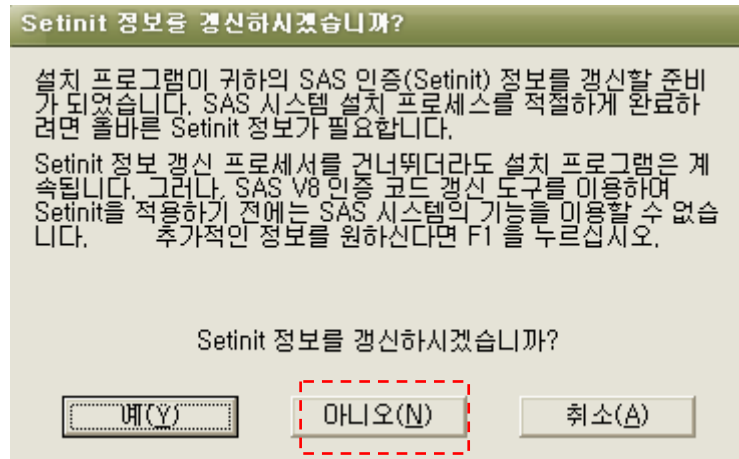 Setinit 정보를 갱신하시겠습니까?
설치 프로그램이 귀하의 SAS 인증(Setinit) 정보를 갱신할 준비
가 되었습니다. SAS 시스템 설치 프로세스를 적절하게 완료하
려면 올바른 Setinit 정보가 필요합니다.
Setinit 정보 갱신 프로세서를 건너뛰더라도 설치 프로그램은 계
속됩니다. 그러나, SAS V8 인증 코드 갱신 도구를 이용하며
Setinit을 적용하기 전에는 SAS 시스템의 기능을 이용할 수 없습
니다. 추가적인 정보를 원하신다면 F1 을 누르십시오.
Setinit 정보를 갱신하시겠습니까?
예(Y) 아니오(N) 취소(A)